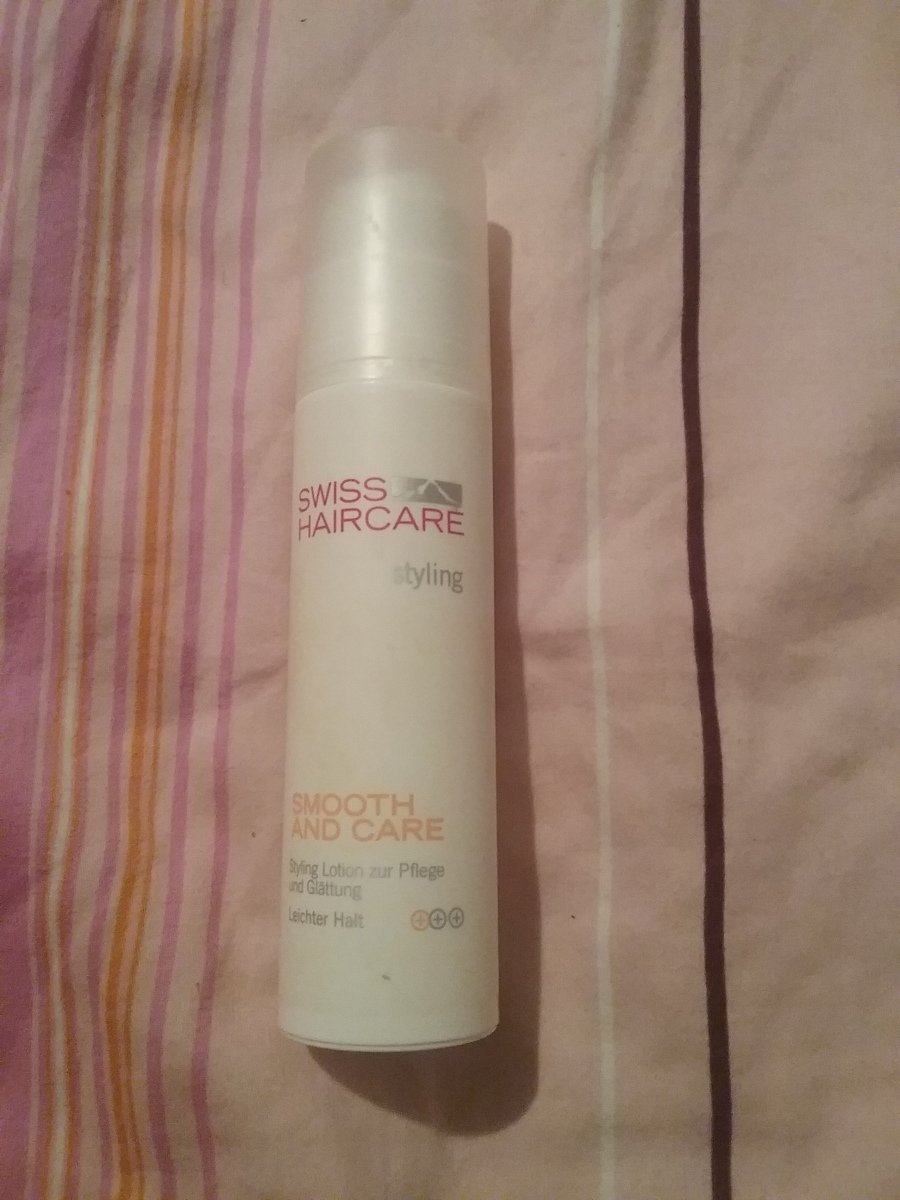 SWISS
HAIRCARE
styling
SMOOTH
AND CARE
Styling Lotion zur Pflege
und Glättung
Leichter Halt